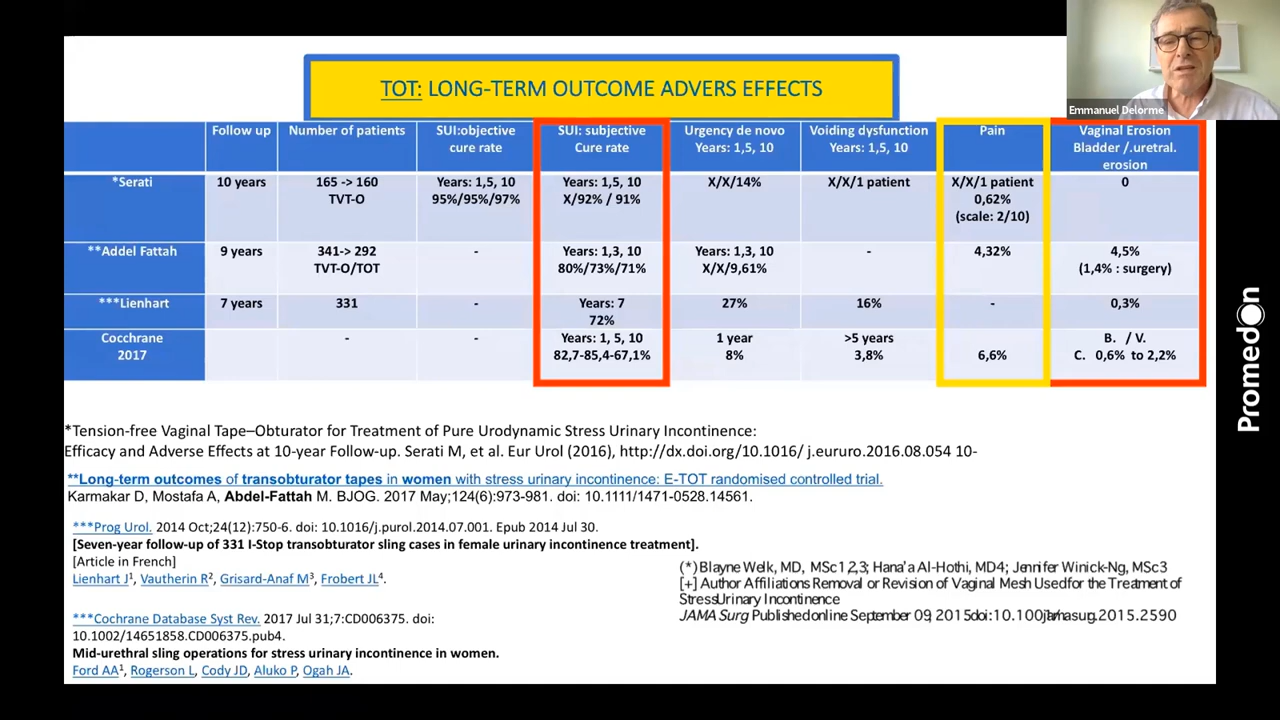 TOT: LONG-TERM OUTCOME ADVERS EFFECTS
Emmanuel Delorme
Follow up
Number of patients
SUI:objective
cure rate
SUI: subjective
Cure rate
Urgency de novo
Years: 1,5, 10
Voiding dysfunction
Years: 1,5, 10
Pain
Vaginal Erosion
Bladder /.uretral.
erosion
*Serati
10 years
165 -> 160
TVT-O
Years: 1,5, 10
95%/95%/97%
Years: 1,5, 10
X/92% / 91%
X/X/14%
X/X/1 patient
X/X/1 patient
0,62%
(scale: 2/10)
0
**Addel Fattah
9 years
341-> 292
TVT-O/TOT
-
Years: 1,3, 10
80%/73%/71%
Years: 1,3, 10
X/X/9,61%
-
4,32%
4,5%
(1,4% : surgery)
***Lienhart
7 years
331
-
Years: 7
72%
27%
16%
-
0,3%
Cocchrane
2017
-
-
Years: 1, 5, 10
82,7-85,4-67,1%
1 year
8%
>5 years
3,8%
6,6%
B. / V.
C. 0,6% to 2,2%
Promedon
*Tension-free Vaginal Tape–Obturator for Treatment of Pure Urodynamic Stress Urinary Incontinence:
Efficacy and Adverse Effects at 10-year Follow-up. Serati M, et al. Eur Urol (2016), http://dx.doi.org/10.1016/ j.eururo.2016.08.054 10-
**Long-term outcomes of transobturator tapes in women with stress urinary incontinence: E-TOT randomised controlled trial.
Karmakar D, Mostafa A, Abdel-Fattah M. BJOG. 2017 May;124(6):973-981. doi: 10.1111/1471-0528.14561.
***Prog Urol. 2014 Oct;24(12):750-6. doi: 10.1016/j.purol.2014.07.001. Epub 2014 Jul 30.
[Seven-year follow-up of 331 I-Stop transobturator sling cases in female urinary incontinence treatment].
[Article in French]
Lienhart J1, Vautherin R2, Grisard-Anaf M3, Frobert JL4.
***Cochrane Database Syst Rev. 2017 Jul 31;7:CD006375. doi:
10.1002/14651858.CD006375.pub4.
Mid-urethral sling operations for stress urinary incontinence in women.
Ford AA1, Rogerson L, Cody JD, Aluko P, Ogah JA.
(*) Blayne Welk, MD, MSc1,2,3; Hana'a Al-Hothi, MD4; Jennifer Winick-Ng, MSc3
[+] Author Affiliations Removal or Revision of Vaginal Mesh Usedfor the Treatment of
StressUrinary Incontinence
JAMA Surg Publishedonline September 09, 2015doi:10.1001/jamasurg.2015.2590